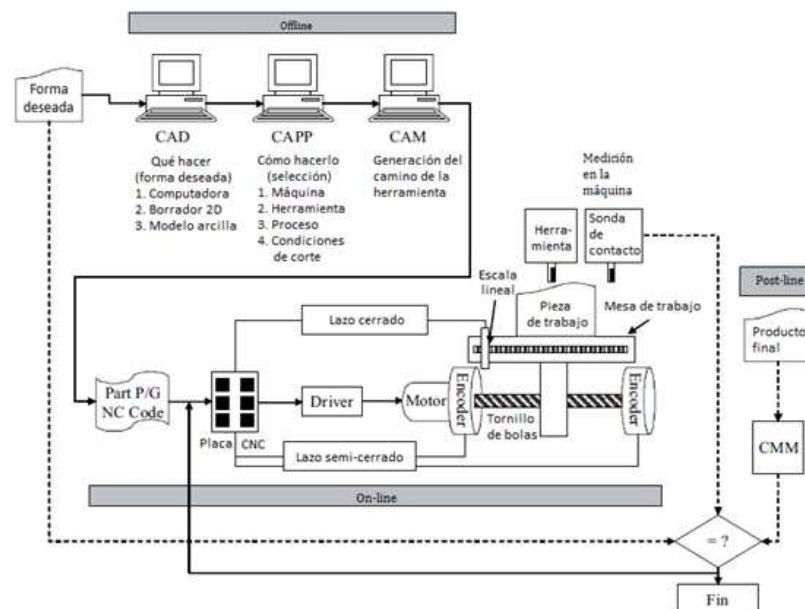 Offline
Forma
deseada
CAD
CAPP
CAM
Qué hacer
(forma deseada)
1. Computadora
2. Borrador 2D
3. Modelo arcilla
Cómo hacerlo
(selección)
1. Máquina
2. Herramienta
3. Proceso
4. Condiciones
de corte
Generación del
camino de la
herramienta
Medición
en la
máquina
Herra-
mienta
Sonda
de
contacto
Escala
lineal
Pieza
de trabajo
Mesa de trabajo
Post-line
Producto
final
Lazo cerrado
Part P/G
NC Code
Placa CNC
Driver
Motor
Encoder
Tornillo
de bolas
Encoder
Lazo semi-cerrado
CMM
On-line
= ?
Fin